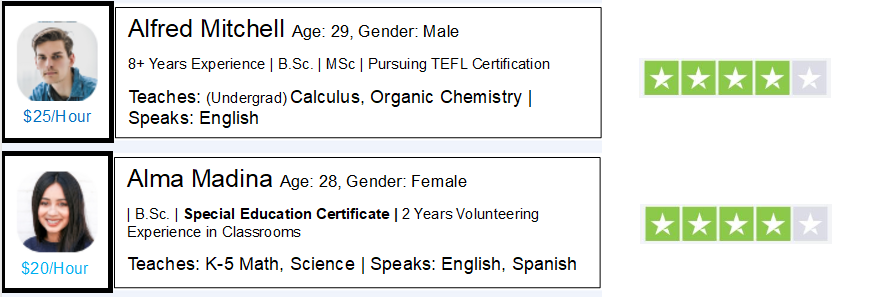 Alfred Mitchell Age: 29, Gender: Male
8+ Years Experience | B.Sc. | MSc | Pursuing TEFL Certification
Teaches: (Undergrad) Calculus, Organic Chemistry |
Speaks: English
$25/Hour
Alma Madina Age: 28, Gender: Female
| B.Sc. | Special Education Certificate | 2 Years Volunteering
Experience in Classrooms
Teaches: K-5 Math, Science | Speaks: English, Spanish
$20/Hour